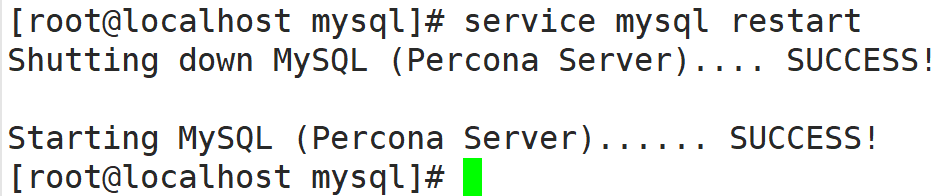 [root@localhost mysql]# service mysql restart
Shutting down MySQL (Percona Server).... SUCCESS!
Starting MySQL (Percona Server)...... SUCCESS!
[root@localhost mysql]#